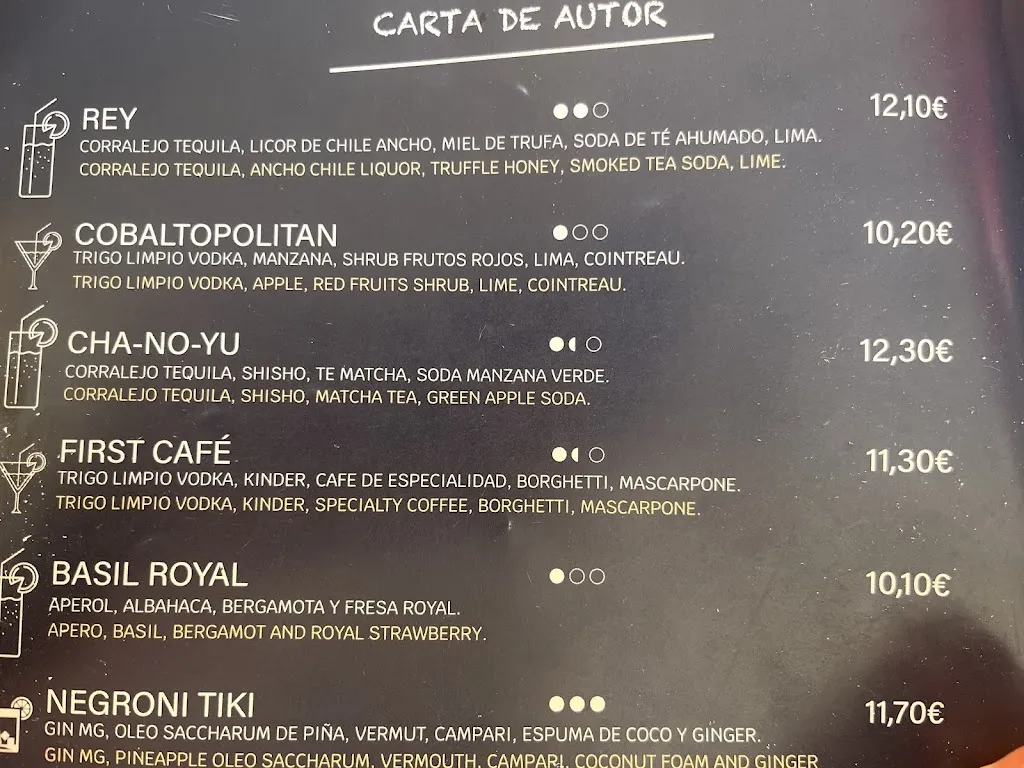 CARTA DE AUTOR
REY 12,10€
CORRALEJO TEQUILA, LICOR DE CHILE ANCHO, MIEL DE TRUFA, SODA DE TÉ AHUMADO, LIMA.
CORRALEJO TEQUILA, ANCHO CHILE LIQUOR, TRUFFLE HONEY, SMOKED TEA SODA, LIME.
COBALTOPOLITAN 10,20€
TRIGO LIMPIO VODKA, MANZANA, SHRUB FRUTOS ROJOS, LIMA, COINTREAU.
TRIGO LIMPIO VODKA, APPLE, RED FRUITS SHRUB, LIME, COINTREAU.
CHA-NO-YU 12,30€
CORRALEJO TEQUILA, SHISHO, TE MATCHA, SODA MANZANA VERDE.
CORRALEJO TEQUILA, SHISHO, MATCHA TEA, GREEN APPLE SODA.
FIRST CAFÉ 11,30€
TRIGO LIMPIO VODKA, KINDER, CAFE DE ESPECIALIDAD, BORGHETTI, MASCARPONE.
TRIGO LIMPIO VODKA, KINDER, SPECIALTY COFFEE, BORGHETTI, MASCARPONE.
BASIL ROYAL 10,10€
APEROL, ALBAHACA, BERGAMOTA Y FRESA ROYAL.
APERO, BASIL, BERGAMOT AND ROYAL STRAWBERRY.
NEGRONI TIKI 11,70€
GIN MG, OLEO SACCHARUM DE PIÑA, VERMUT, CAMPARI, ESPUMA DE COCO Y GINGER.
GIN MG, PINEAPPLE OLEO SACCHARUM, VERMOUTH, CAMPARI, COCONUT FOAM AND GINGER